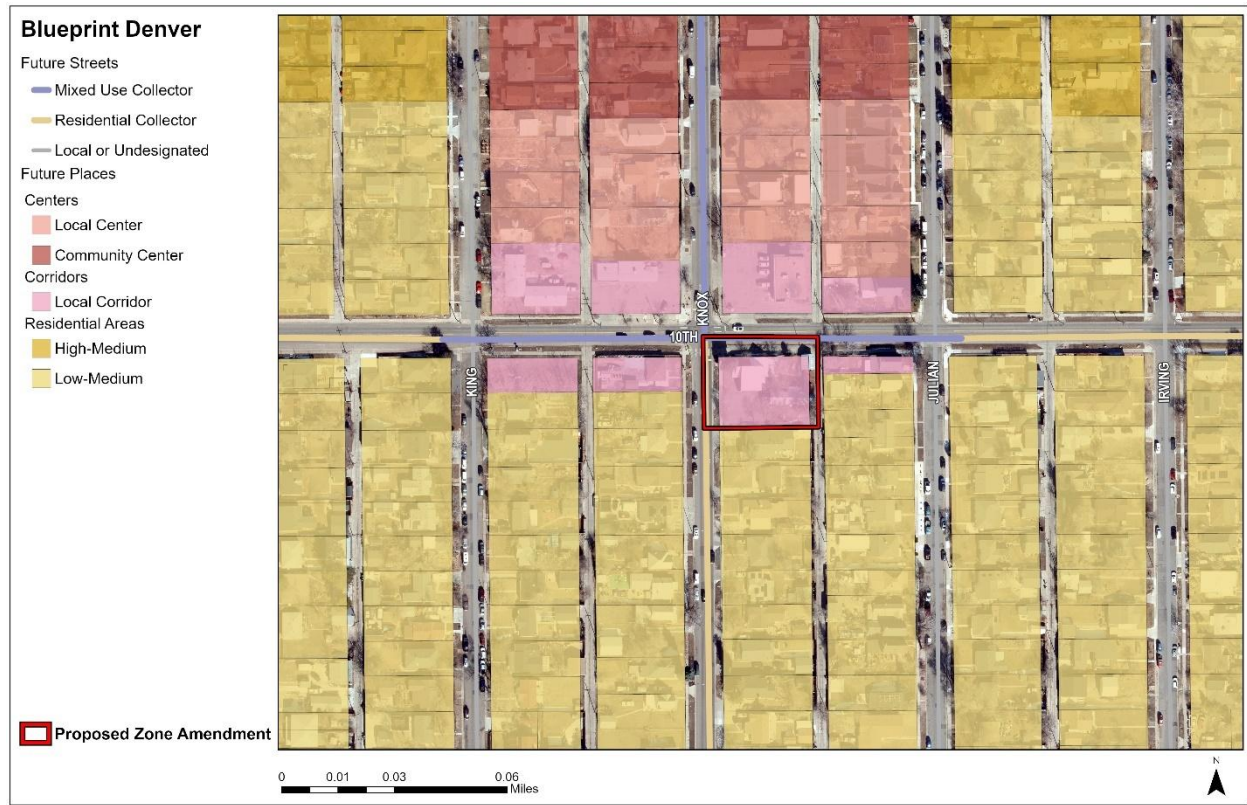 Blueprint Denver
Future Streets
Mixed Use Collector
Residential Collector
Local or Undesignated
Future Places
Centers
Local Center
Community Center
Corridors
Local Corridor
Residential Areas
High-Medium
Low-Medium
Proposed Zone Amendment
KNOX
10TH
KING
JULIAN
IRVING
0 0.01 0.03 0.06
Miles
N